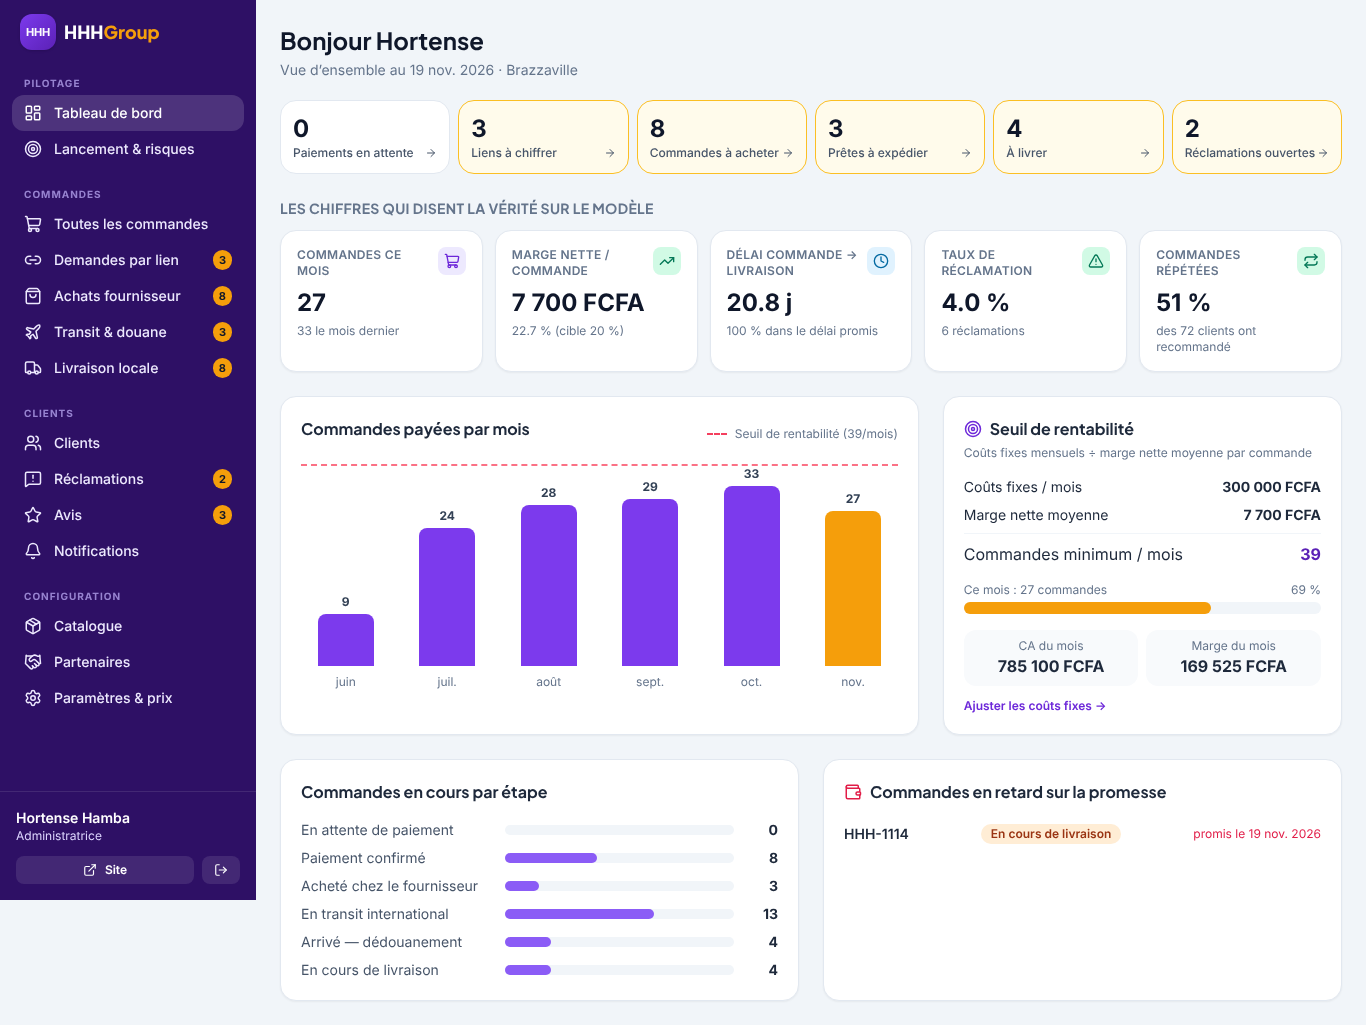 HHH HHHGroup
PILOTAGE
Tableau de bord
Lancement & risques
COMMANDES
Toutes les commandes
Demandes par lien 3
Achats fournisseur 8
Transit & douane 3
Livraison locale 8
CLIENTS
Clients
Réclamations 2
Avis 3
Notifications
CONFIGURATION
Catalogue
Partenaires
Paramètres & prix
Hortense Hamba
Administratrice
Site
Bonjour Hortense
Vue d'ensemble au 19 nov. 2026 · Brazzaville
0
Paiements en attente →
3
Liens à chiffrer →
8
Commandes à acheter →
3
Prêtes à expédier →
4
À livrer →
2
Réclamations ouvertes →
LES CHIFFRES QUI DISENT LA VÉRITÉ SUR LE MODÈLE
COMMANDES CE
MOIS
27
33 le mois dernier
MARGE NETTE /
COMMANDE
7 700 FCFA
22.7 % (cible 20 %)
DÉLAI COMMANDE →
LIVRAISON
20.8 j
100 % dans le délai promis
TAUX DE
RÉCLAMATION
4.0 %
6 réclamations
COMMANDES
RÉPÉTÉES
51 %
des 72 clients ont
recommandé
Commandes payées par mois
Seuil de rentabilité (39/mois)
9
24
28
29
33
27
juin
juil.
août
sept.
oct.
nov.
Seuil de rentabilité
Coûts fixes mensuels ÷ marge nette moyenne par commande
Coûts fixes / mois 300 000 FCFA
Marge nette moyenne 7 700 FCFA
Commandes minimum / mois 39
Ce mois : 27 commandes 69 %
CA du mois
785 100 FCFA
Marge du mois
169 525 FCFA
Ajuster les coûts fixes →
Commandes en cours par étape
En attente de paiement 0
Paiement confirmé 8
Acheté chez le fournisseur 3
En transit international 13
Arrivé — dédouanement 4
En cours de livraison 4
Commandes en retard sur la promesse
HHH-1114 En cours de livraison promis le 19 nov. 2026